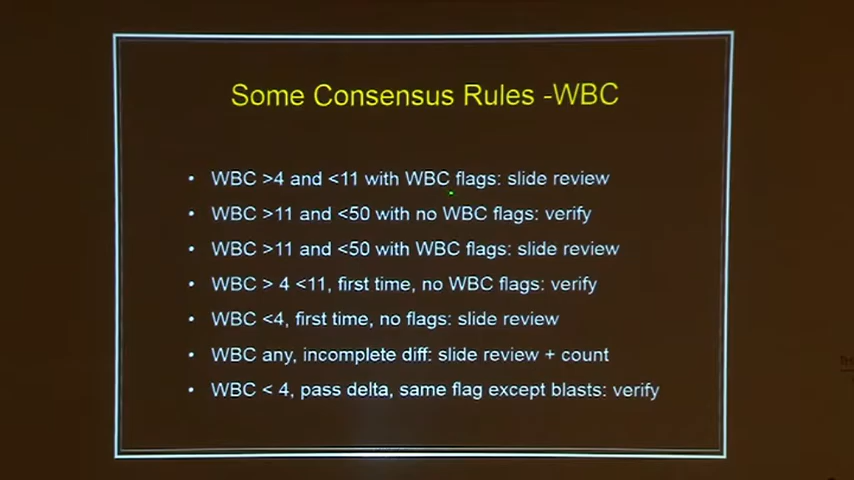 Some Consensus Rules -WBC
• WBC >4 and <11 with WBC flags: slide review
• WBC >11 and <50 with no WBC flags: verify
• WBC >11 and <50 with WBC flags: slide review
• WBC > 4 <11, first time, no WBC flags: verify
• WBC <4, first time, no flags: slide review
• WBC any, incomplete diff: slide review + count
• WBC < 4, pass delta, same flag except blasts: verify